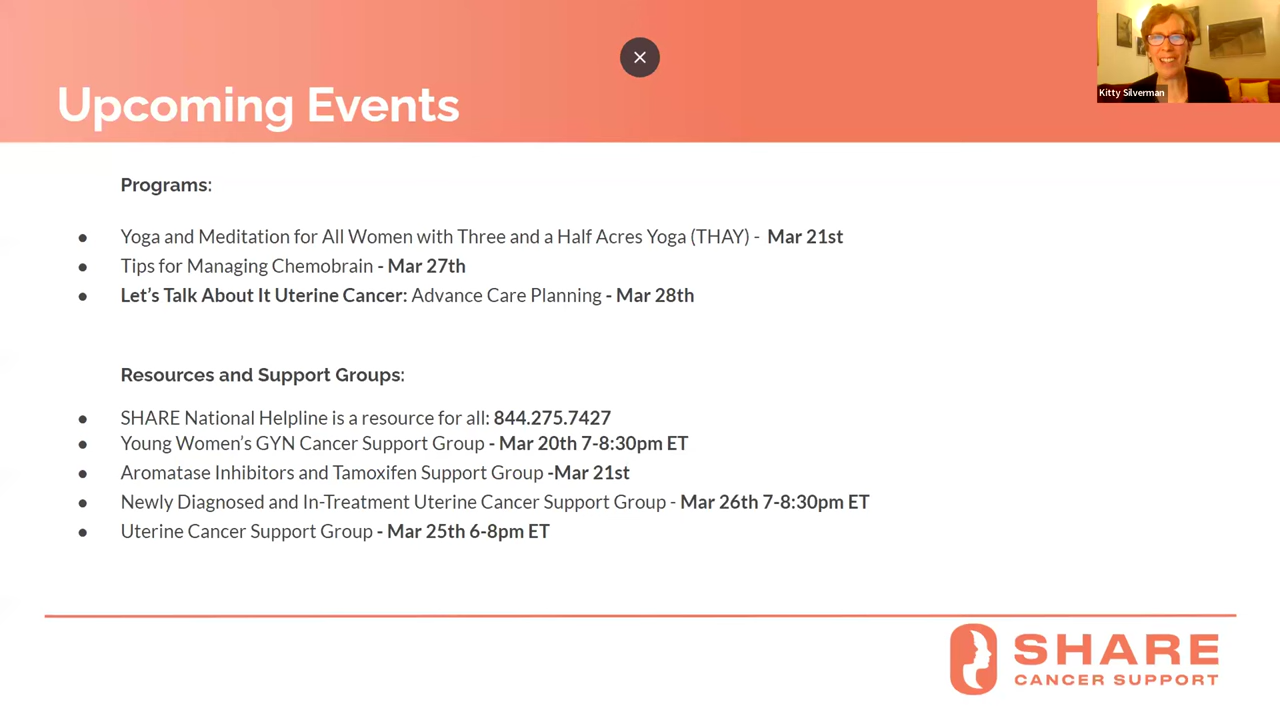 Upcoming Events
Kitty Silverman
Programs:
● Yoga and Meditation for All Women with Three and a Half Acres Yoga (THAY) - Mar 21st
● Tips for Managing Chemobrain - Mar 27th
● Let’s Talk About It Uterine Cancer: Advance Care Planning - Mar 28th
Resources and Support Groups:
● SHARE National Helpline is a resource for all: 844.275.7427
● Young Women’s GYN Cancer Support Group - Mar 20th 7-8:30pm ET
● Aromatase Inhibitors and Tamoxifen Support Group -Mar 21st
● Newly Diagnosed and In-Treatment Uterine Cancer Support Group - Mar 26th 7-8:30pm ET
● Uterine Cancer Support Group - Mar 25th 6-8pm ET
SHARE
CANCER SUPPORT